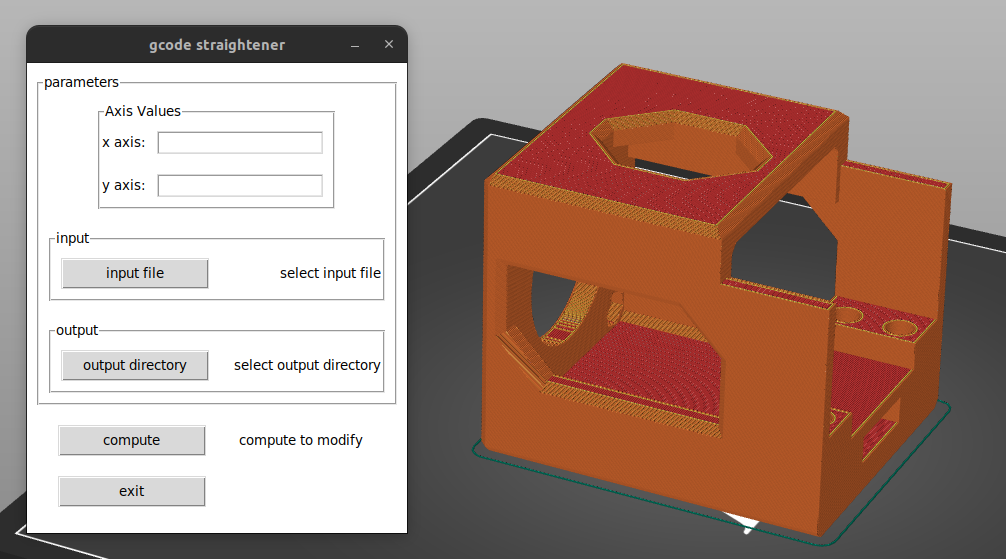 gcode straightener
parameters
Axis Values
x axis:
y axis:
input
input file select input file
output
output directory select output directory
compute compute to modify
exit